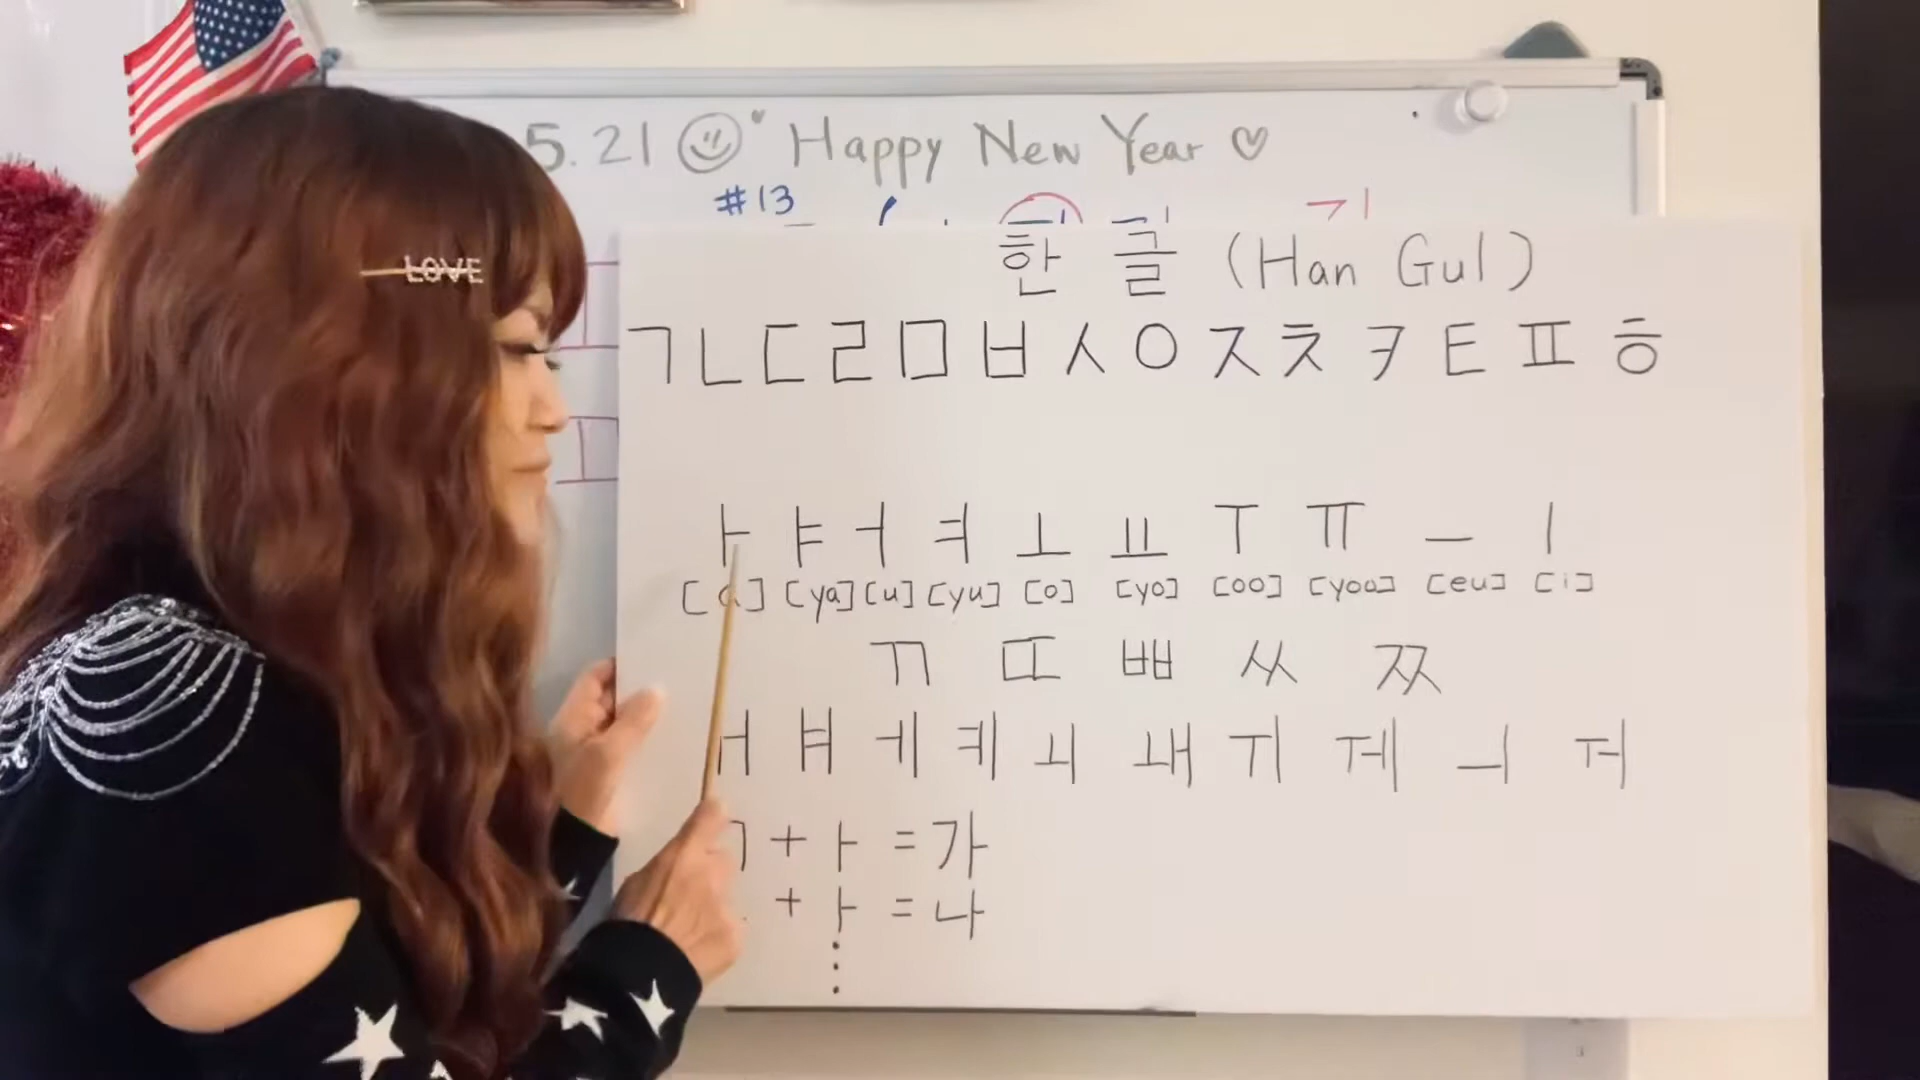 5.21 Happy New Year
#13
LOVE
한글 (Han Gul)
ㄱ ㄴ ㄷ ㄹ ㅁ ㅂ ㅅ ㅇ ㅈ ㅊ ㅋ ㅌ ㅍ ㅎ
ㅏ ㅑ ㅓ ㅕ ㅗ ㅛ ㅜ ㅠ ㅡ ㅣ
[a] [ya] [u] [yu] [o] [yo] [oo] [yoo] [eu] [i]
ㄲ ㄸ ㅃ ㅆ ㅉ
ㅐ ㅒ ㅔ ㅖ ㅚ ㅙ ㅟ ㅞ ㅢ ㅝ
ㄱ + ㅏ = 가
+ ㅏ = 나